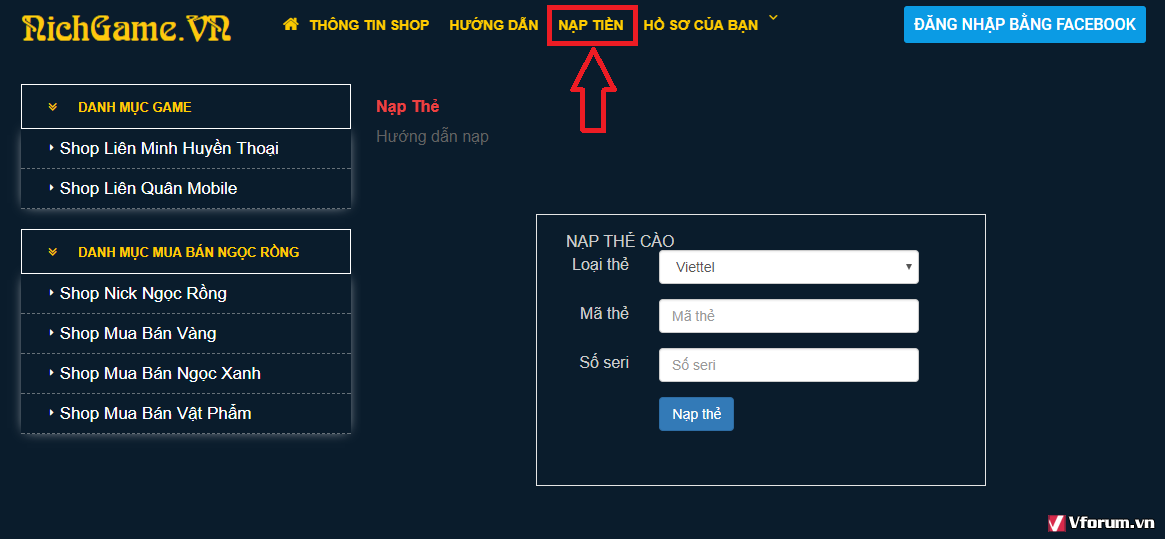 RichGame.VN
THÔNG TIN SHOP HƯỚNG DẪN NẠP TIỀN HỒ SƠ CỦA BẠN
ĐĂNG NHẬP BẰNG FACEBOOK
DANH MỤC GAME
Shop Liên Minh Huyền Thoại
Shop Liên Quân Mobile
DANH MỤC MUA BÁN NGỌC RỒNG
Shop Nick Ngọc Rồng
Shop Mua Bán Vàng
Shop Mua Bán Ngọc Xanh
Shop Mua Bán Vật Phẩm
Nạp Thẻ
Hướng dẫn nạp
NẠP THẺ CÀO
Loại thẻ Viettel
Mã thẻ Mã thẻ
Số seri Số seri
Nạp thẻ
Vforum.vn